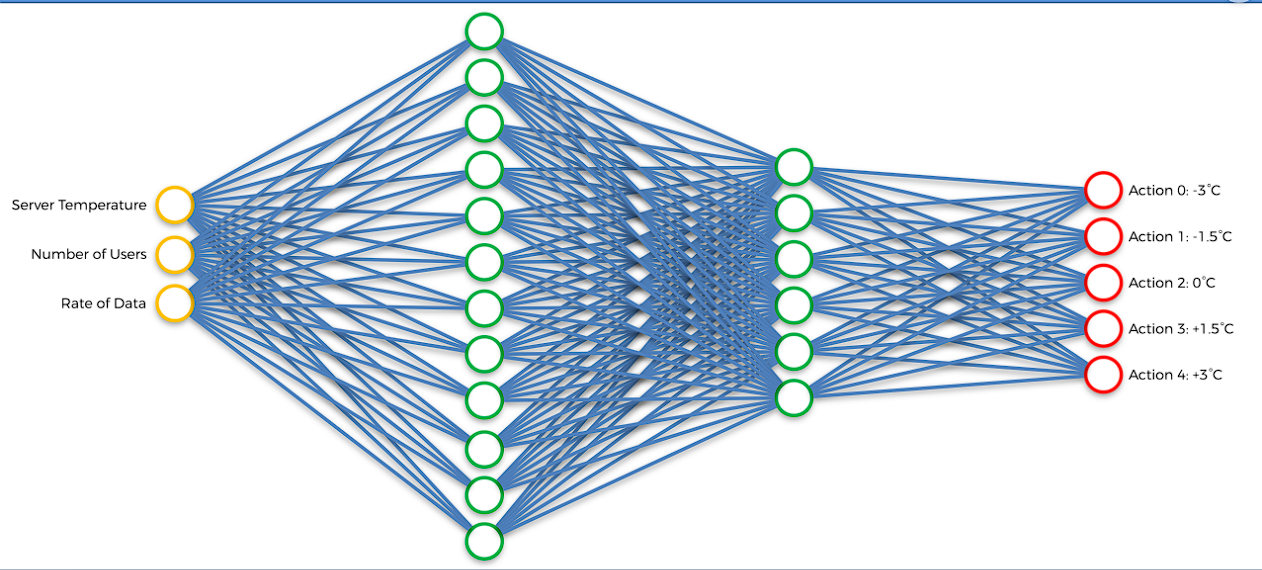 Server Temperature
Number of Users
Rate of Data
Action 0: -3°C
Action 1: -1.5°C
Action 2: 0°C
Action 3: +1.5°C
Action 4: +3°C